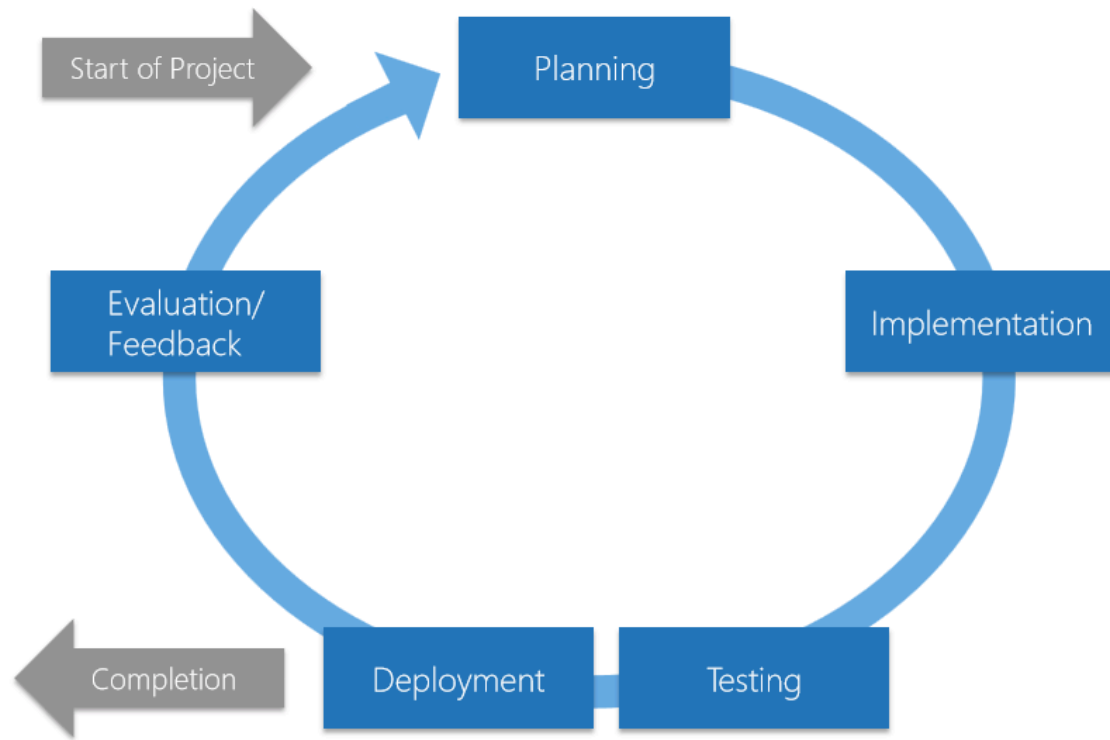 Start of Project
Planning
Evaluation/
Feedback
Implementation
Completion
Deployment
Testing